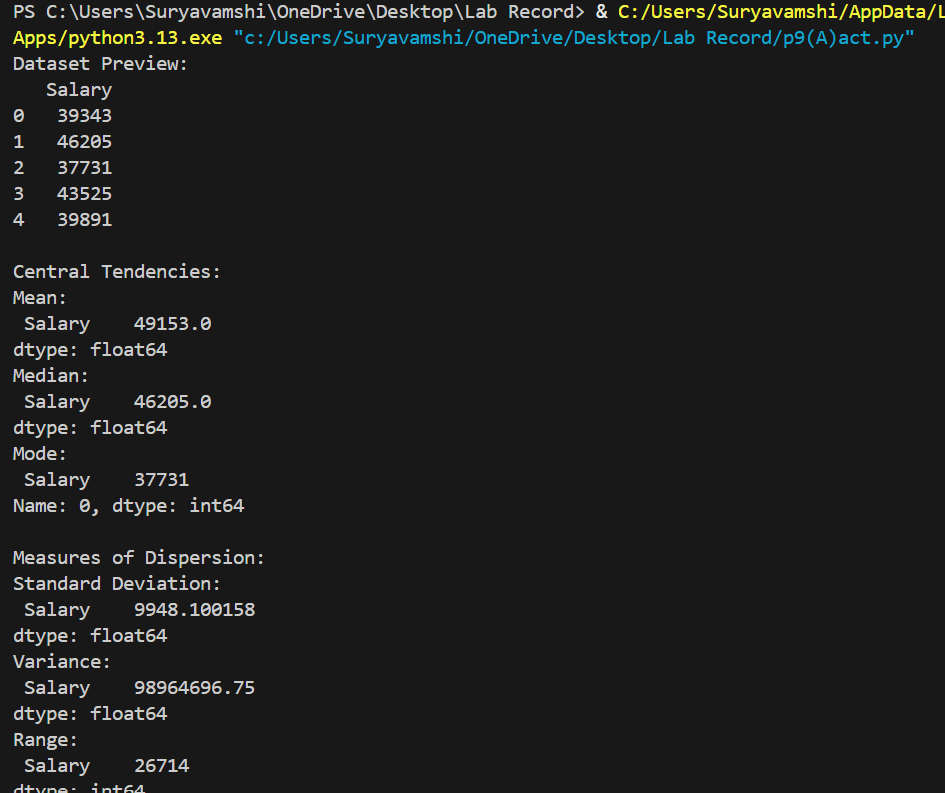 PS C:\Users\Suryavamshi\OneDrive\Desktop\Lab Record> & C:/Users/Suryavamshi/AppData/L
Apps/python3.13.exe "c:/Users/Suryavamshi/OneDrive/Desktop/Lab Record/p9(A)act.py"
Dataset Preview:
   Salary
0   39343
1   46205
2   37731
3   43525
4   39891

Central Tendencies:
Mean:
 Salary    49153.0
dtype: float64
Median:
 Salary    46205.0
dtype: float64
Mode:
 Salary    37731
Name: 0, dtype: int64

Measures of Dispersion:
Standard Deviation:
 Salary    9948.100158
dtype: float64
Variance:
 Salary    98964696.75
dtype: float64
Range:
 Salary    26714
dtype: int64